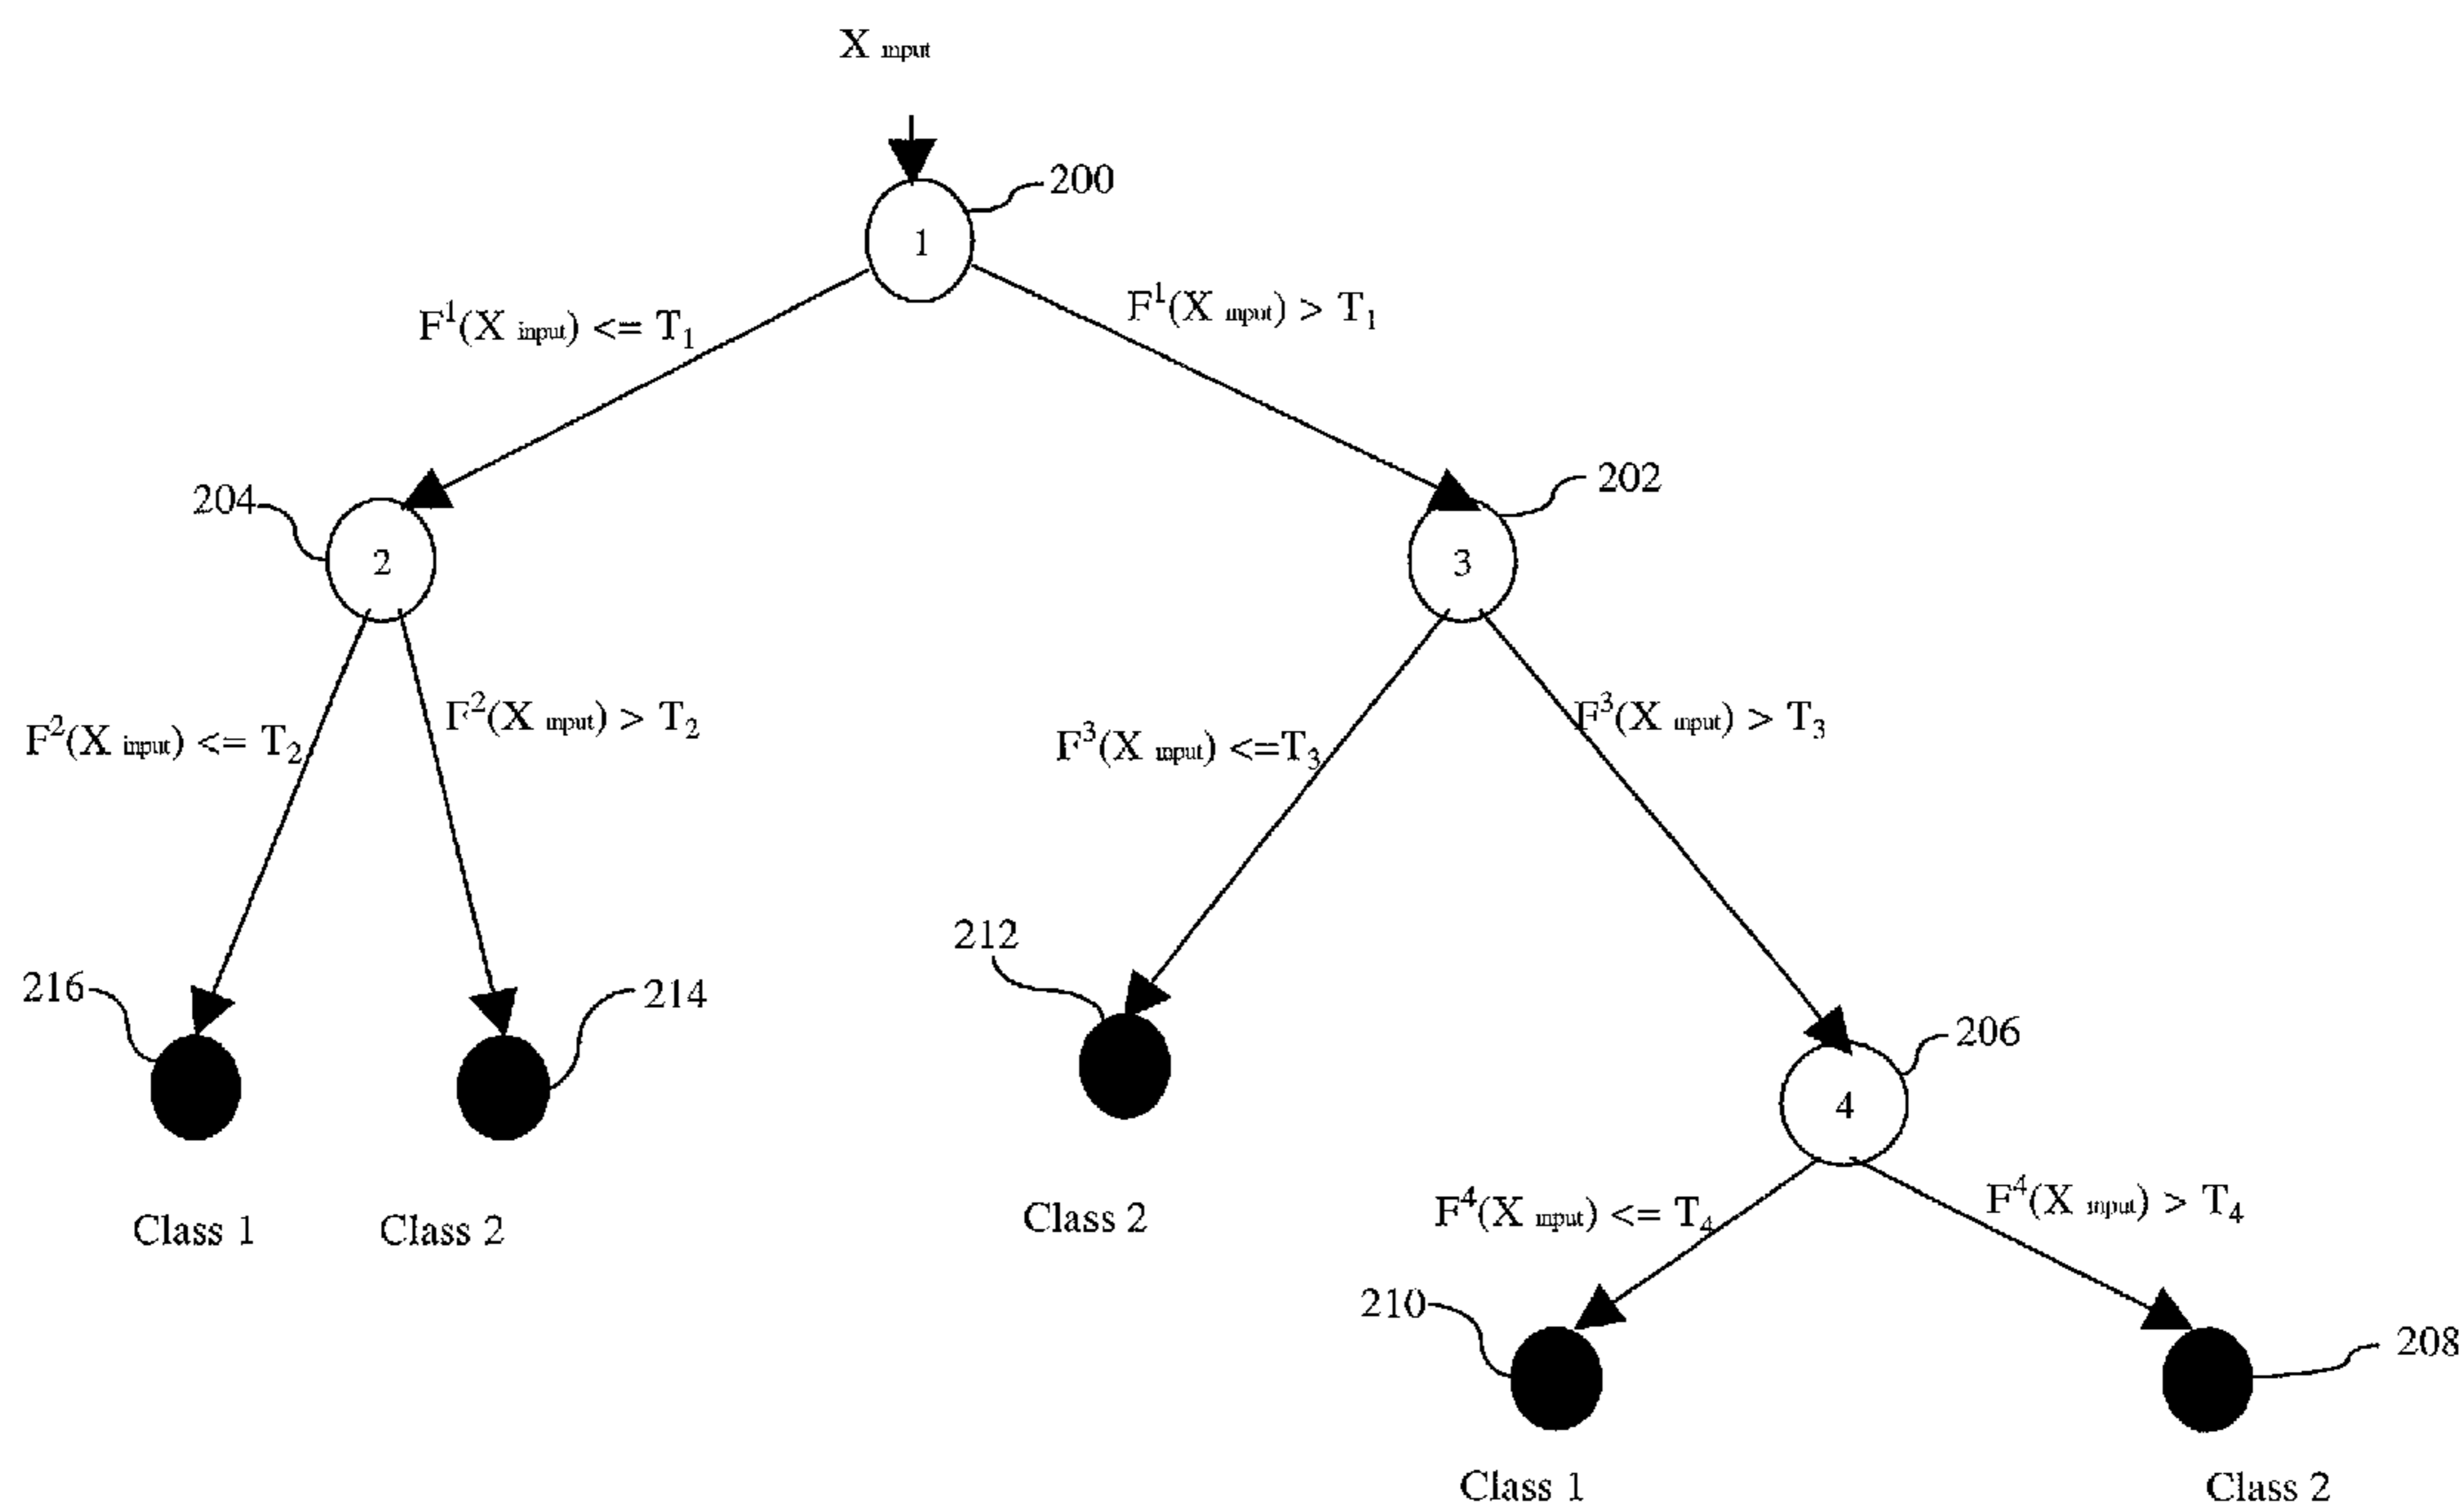 X input
200
1
F¹(X input) <= T₁
F¹(X input) > T₁
204
2
202
3
F²(X input) <= T₂
F²(X input) > T₂
F³(X input) <=T₃
F³(X input) > T₃
216
214
212
206
4
Class 1
Class 2
Class 2
F⁴(X input) <= T₄
F⁴(X input) > T₄
210
208
Class 1
Class 2